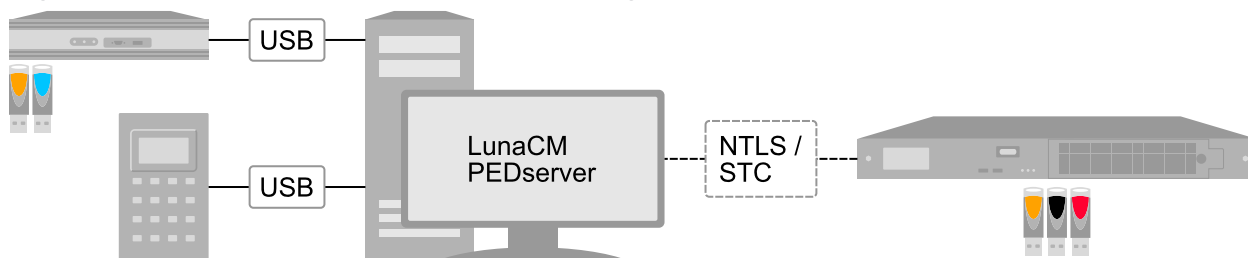 USB
LunaCM
PEDserver
NTLS /
STC
USB